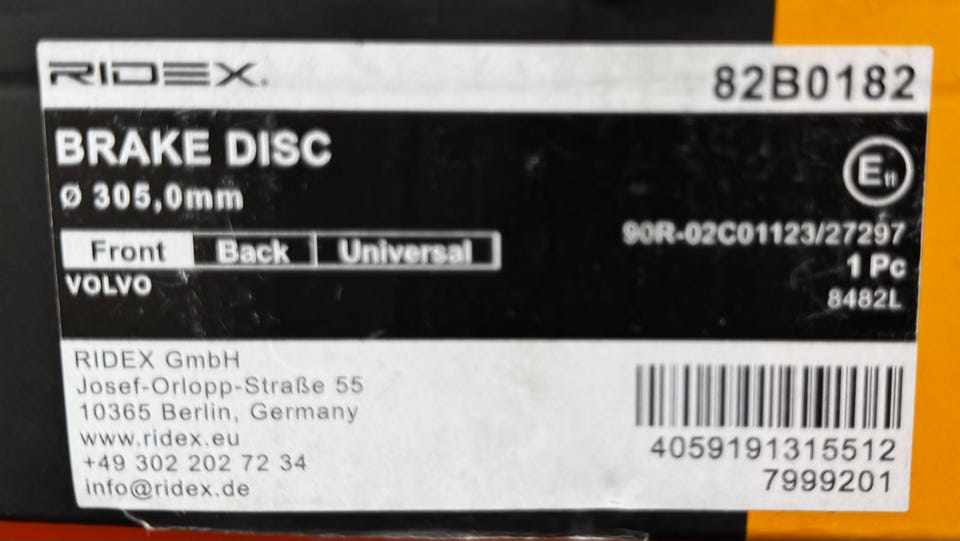 RIDEX®
82B0182
BRAKE DISC
Ø 305,0mm
Front Back Universal
VOLVO
E11
90R-02C01123/27297
1 Pc
8482L
RIDEX GmbH
Josef-Orlopp-Straße 55
10365 Berlin, Germany
www.ridex.eu
+49 302 202 72 34
info@ridex.de
4059191315512
7999201